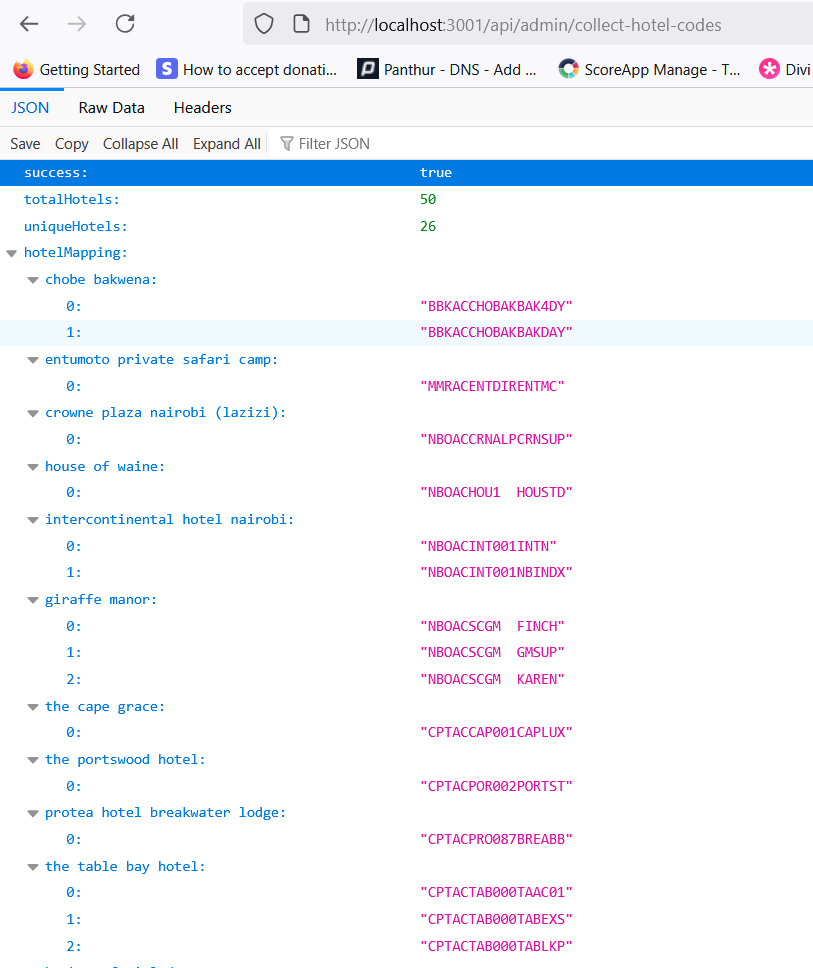 http://localhost:3001/api/admin/collect-hotel-codes
Getting Started How to accept donati... Panthur - DNS - Add ... ScoreApp Manage - T... Divi
JSON Raw Data Headers
Save Copy Collapse All Expand All Filter JSON
success: true
totalHotels: 50
uniqueHotels: 26
hotelMapping:
chobe bakwena:
0: "BBKACCHOBAKBAK4DY"
1: "BBKACCHOBAKBAKDAY"
entumoto private safari camp:
0: "MMRACENTDIRENTMC"
crowne plaza nairobi (lazizi):
0: "NBOACCRNALPCRNSUP"
house of waine:
0: "NBOACHOU1  HOUSTD"
intercontinental hotel nairobi:
0: "NBOACINT001INTN"
1: "NBOACINT001NBINDX"
giraffe manor:
0: "NBOACSCGM  FINCH"
1: "NBOACSCGM  GMSUP"
2: "NBOACSCGM  KAREN"
the cape grace:
0: "CPTACCAP001CAPLUX"
the portswood hotel:
0: "CPTACPOR002PORTST"
protea hotel breakwater lodge:
0: "CPTACPRO087BREABB"
the table bay hotel:
0: "CPTACTAB000TAAC01"
1: "CPTACTAB000TABEXS"
2: "CPTACTAB000TABLKP"